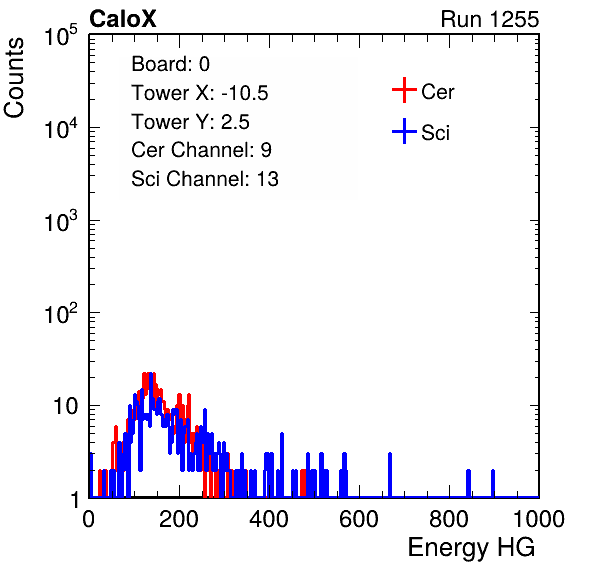 CaloX Run 1255
Counts
10^5
10^4
10^3
10^2
10
1
Board: 0
Tower X: -10.5
Tower Y: 2.5
Cer Channel: 9
Sci Channel: 13
Cer
Sci
0 200 400 600 800 1000
Energy HG